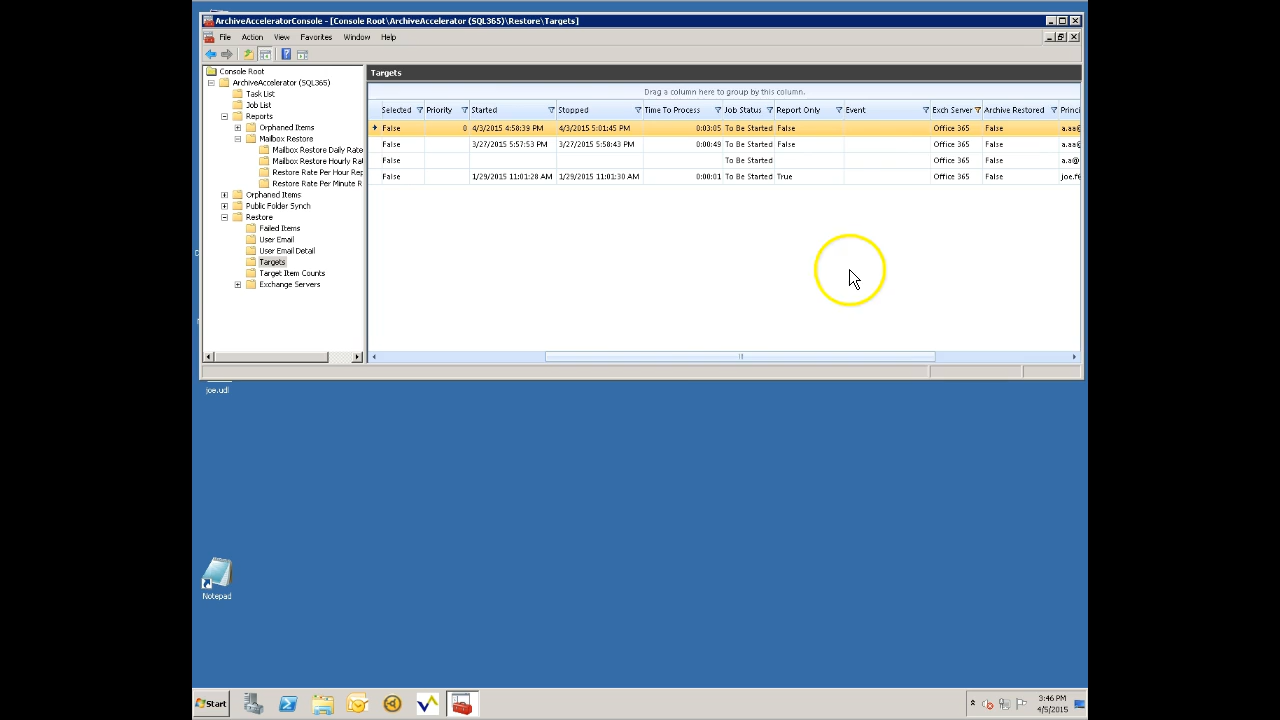 ArchiveAcceleratorConsole - [Console Root\ArchiveAccelerator (SQL365)\Restore\Targets]
File Action View Favorites Window Help
Console Root
ArchiveAccelerator (SQL365)
Task List
Job List
Reports
Orphaned Items
Mailbox Restore
Mailbox Restore Daily Rate
Mailbox Restore Hourly Ra
Restore Rate Per Hour Rep
Restore Rate Per Minute R
Orphaned Items
Public Folder Synch
Restore
Failed Items
User Email
User Email Detail
Targets
Target Item Counts
Exchange Servers
Targets
Drag a column here to group by this column.
Selected Priority Started Stopped Time To Process Job Status Report Only Event Exch Server Archive Restored Princi
False 0 4/3/2015 4:58:39 PM 4/3/2015 5:01:45 PM 0:03:05 To Be Started False Office 365 False a.aa@
False 3/27/2015 5:57:53 PM 3/27/2015 5:58:43 PM 0:00:49 To Be Started False Office 365 False a.aa@
False To Be Started Office 365 False a.a@
False 1/29/2015 11:01:28 AM 1/29/2015 11:01:30 AM 0:00:01 To Be Started True Office 365 False
joe.udl
Notepad
Start
3:46 PM
4/5/2015